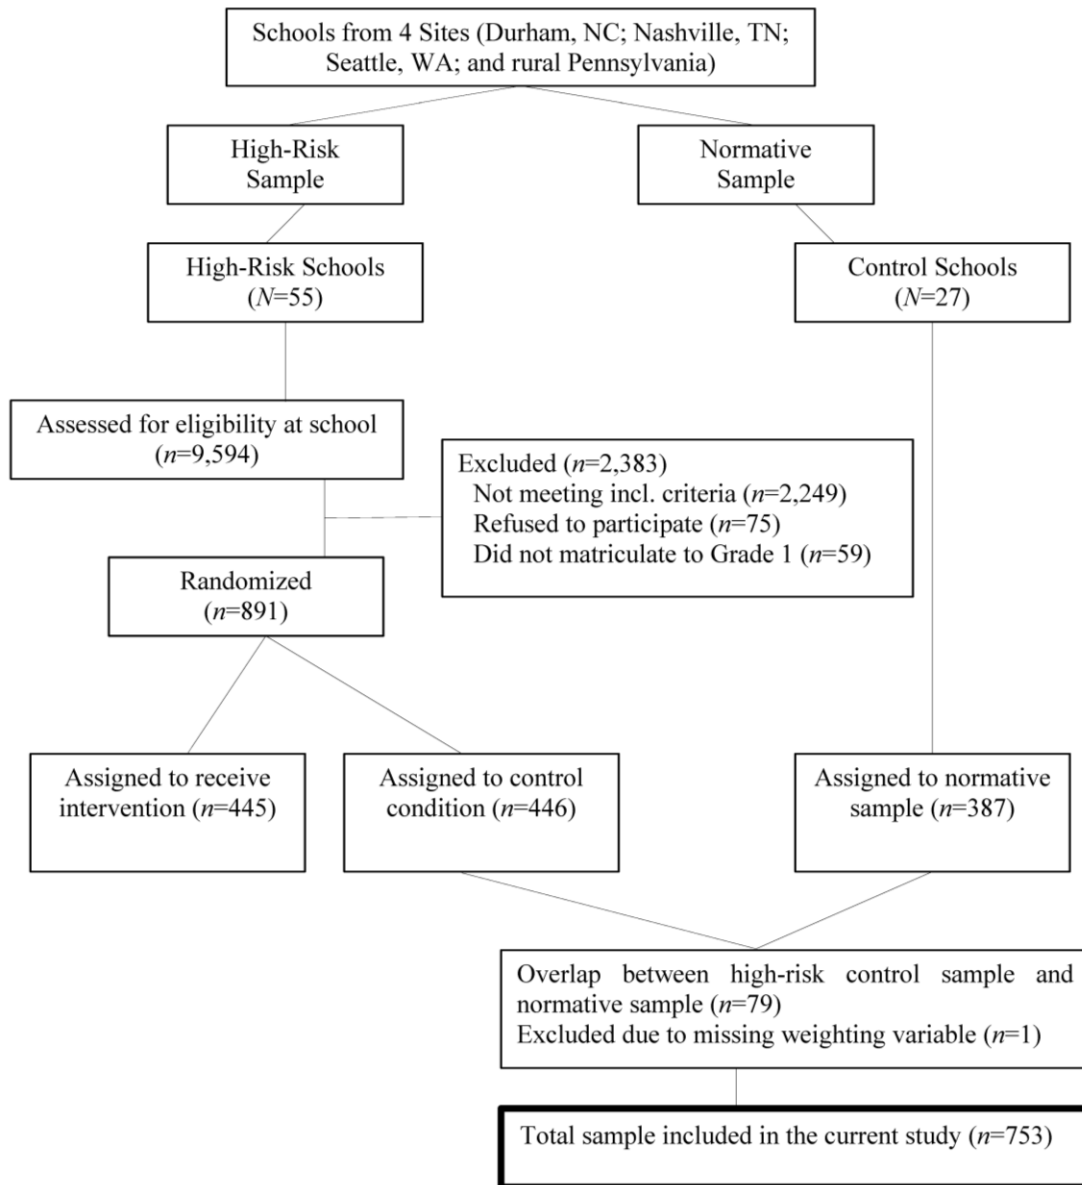 Schools from 4 Sites (Durham, NC; Nashville, TN;
Seattle, WA; and rural Pennsylvania)
High-Risk
Sample
Normative
Sample
High-Risk Schools
(N=55)
Control Schools
(N=27)
Assessed for eligibility at school
(n=9,594)
Excluded (n=2,383)
Not meeting incl. criteria (n=2,249)
Refused to participate (n=75)
Did not matriculate to Grade 1 (n=59)
Randomized
(n=891)
Assigned to receive
intervention (n=445)
Assigned to control
condition (n=446)
Assigned to normative
sample (n=387)
Overlap between high-risk control sample and
normative sample (n=79)
Excluded due to missing weighting variable (n=1)
Total sample included in the current study (n=753)